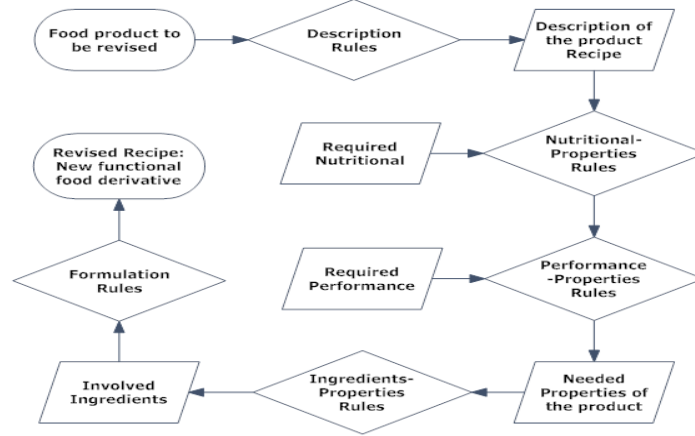 Food product to
be revised
Description
Rules
Description of
the product
Recipe
Required
Nutritional
Nutritional-
Properties
Rules
Revised Recipe:
New functional
food derivative
Required
Performance
Performance
-Properties
Rules
Formulation
Rules
Involved
Ingredients
Ingredients-
Properties
Rules
Needed
Properties of
the product